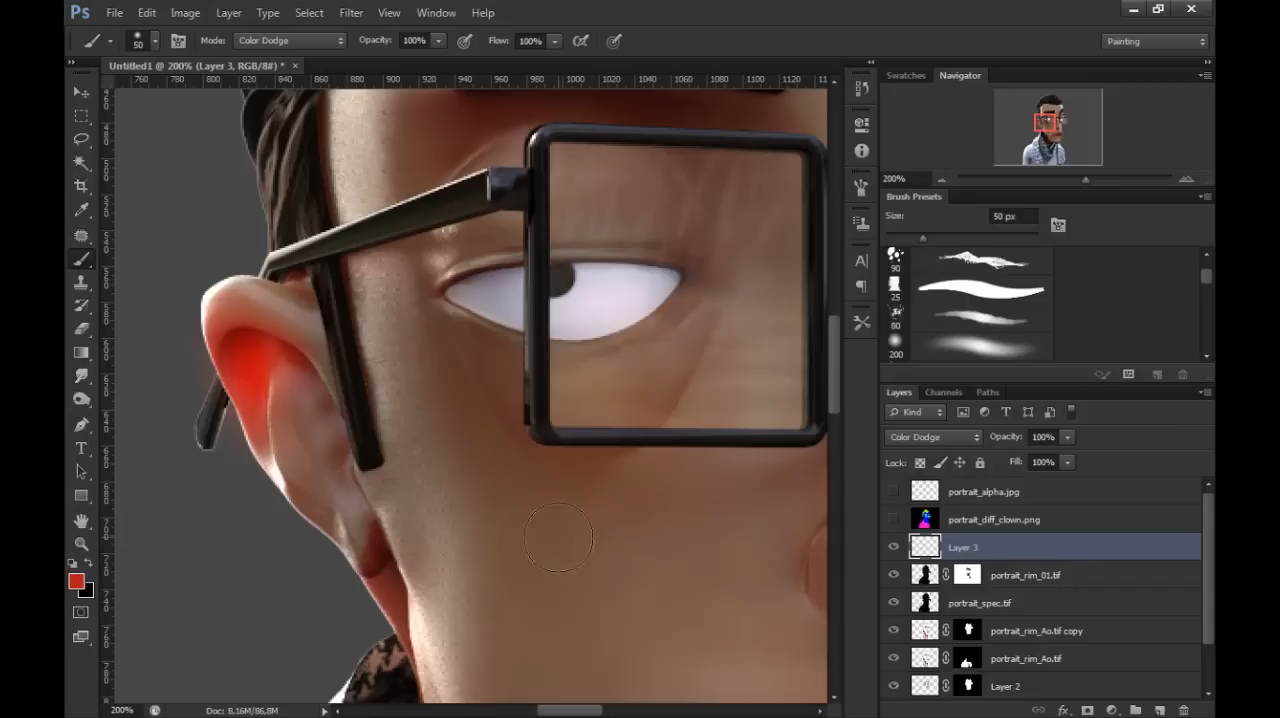 Ps File Edit Image Layer Type Select Filter View Window Help
50 Mode: Color Dodge Opacity: 100% Flow: 100% Painting
Untitled1 @ 200% (Layer 3, RGB/8#) * ×
Swatches Navigator
760 780 800 820 840 860 880 900 920 940 960 980 1000 1020 1040 1060 1080 1100 1120
200%
Brush Presets
Size: 50 px
90
25
80
200
Layers Channels Paths
Kind
Color Dodge Opacity: 100%
Lock: Fill: 100%
portrait_alpha.jpg
portrait_diff_clown.png
Layer 3
portrait_rim_01.tif
portrait_spec.tif
portrait_rim_Ao.tif copy
portrait_rim_Ao.tif
Layer 2
200% Doc: 8,16M/86,8M